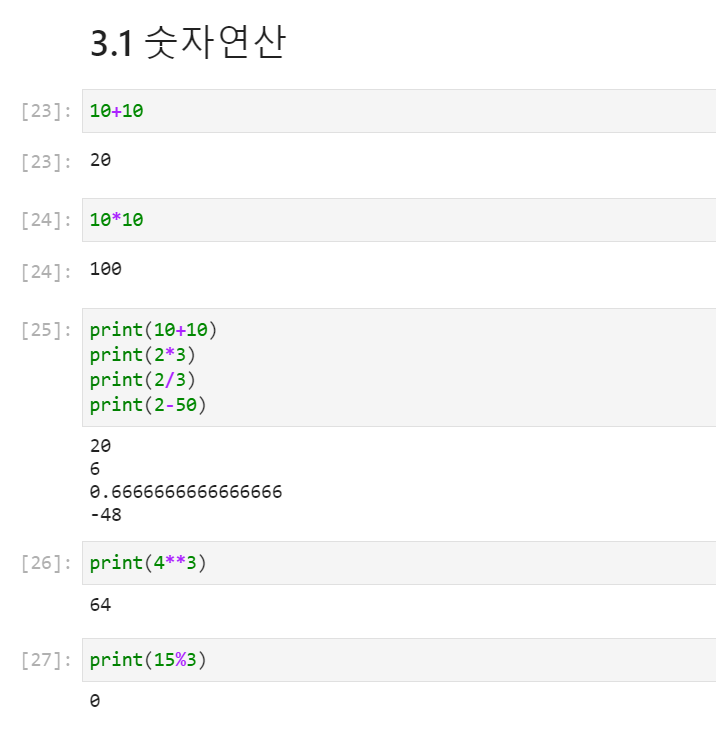 3.1 숫자연산
[23]: 10+10
[23]: 20
[24]: 10*10
[24]: 100
[25]: print(10+10)
print(2*3)
print(2/3)
print(2-50)
20
6
0.6666666666666666
-48
[26]: print(4**3)
64
[27]: print(15%3)
0